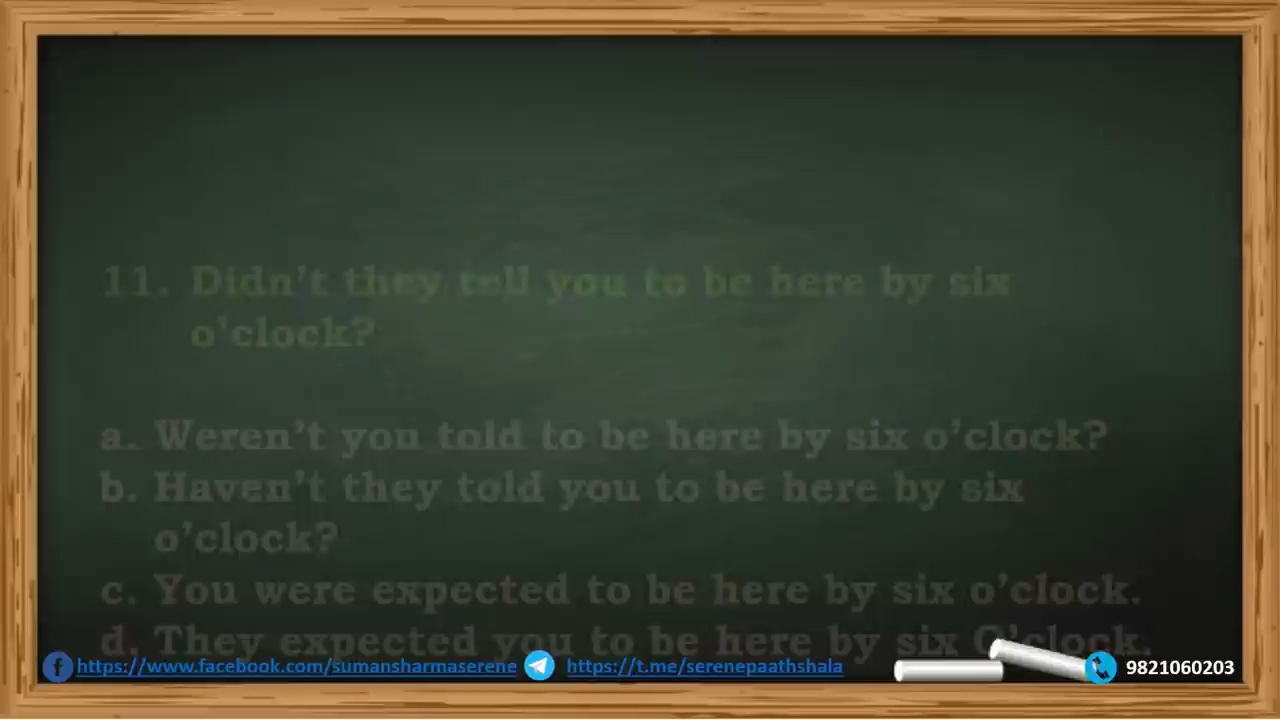 11. Didn't they tell you to be here by six
o'clock?
a. Weren't you told to be here by six o'clock?
b. Haven't they told you to be here by six
o'clock?
c. You were expected to be here by six o'clock.
d. They expected you to be here by six O'clock.
https://www.facebook.com/sumansharmaserene https://t.me/serenepaathshala 9821060203